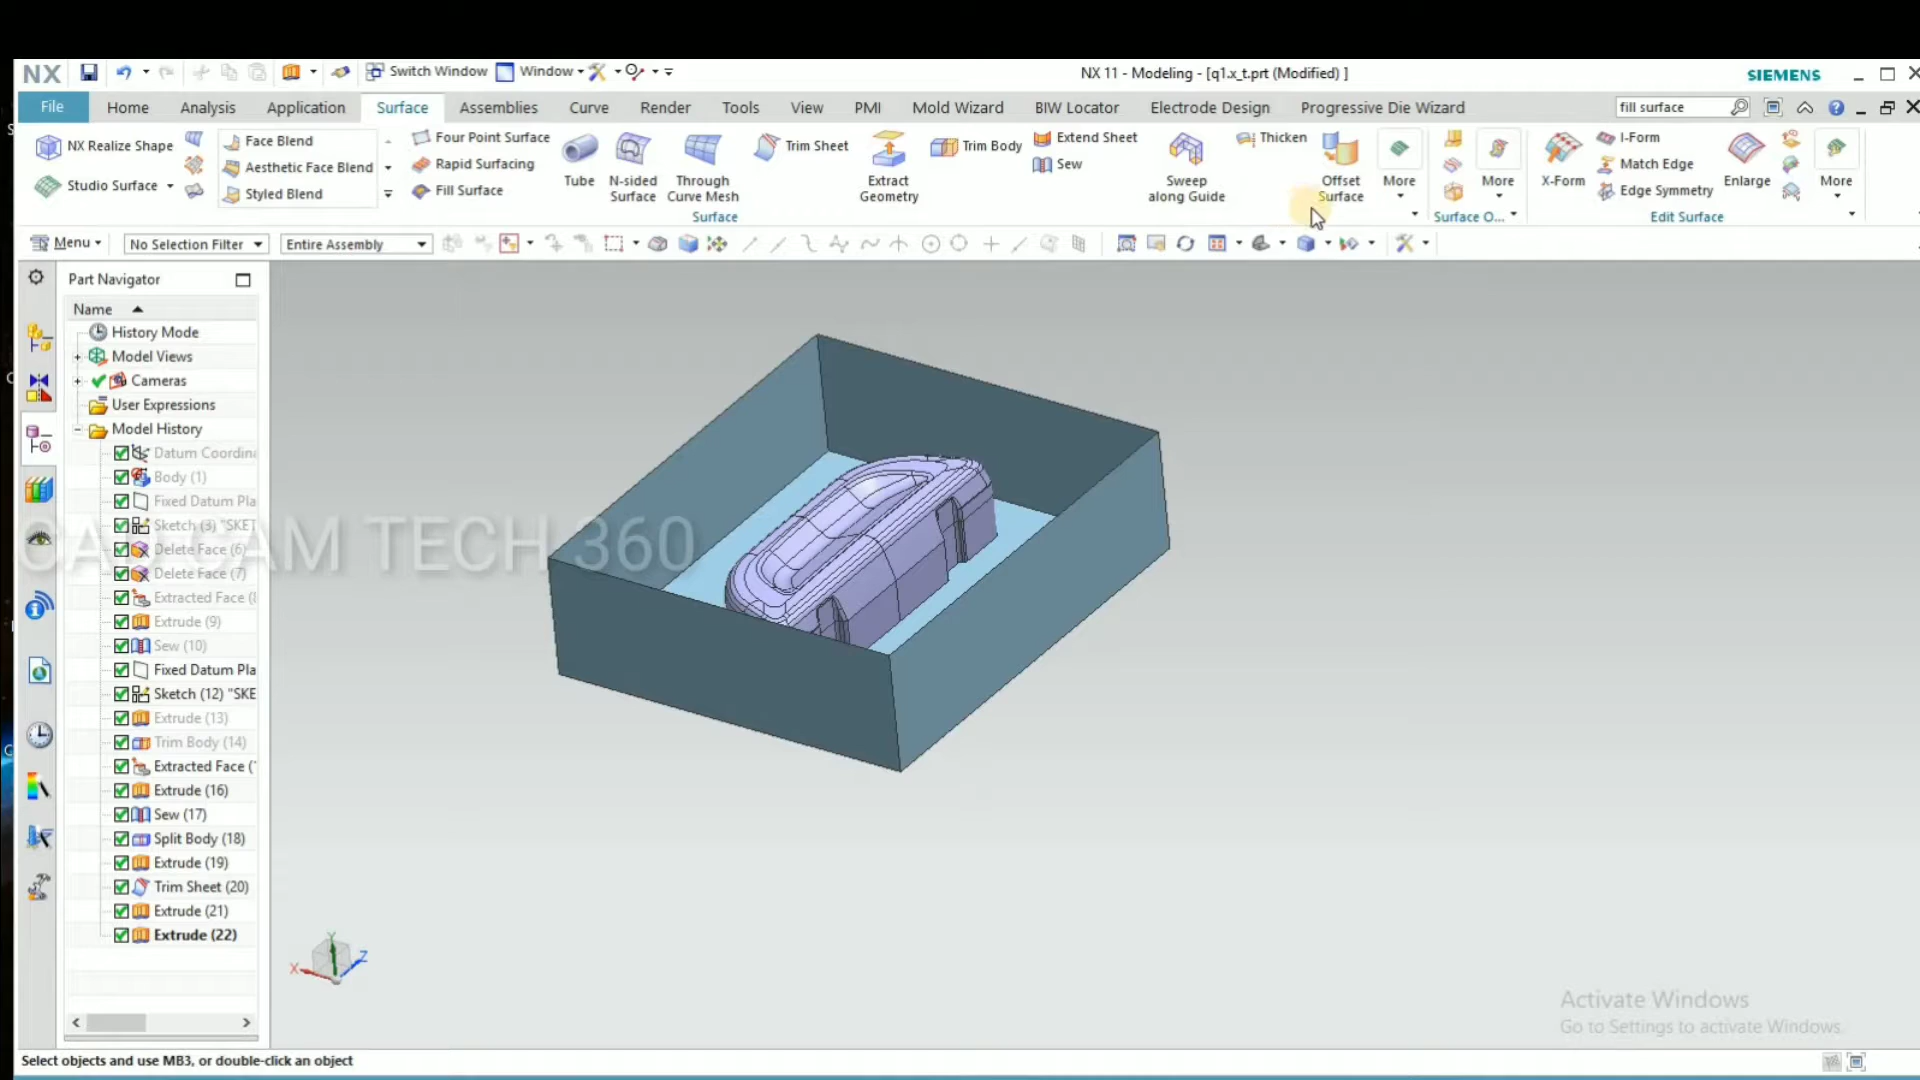 NX
Switch Window
Window
NX 11 - Modeling - [q1.x_t.prt (Modified) ]
SIEMENS
File
Home
Analysis
Application
Surface
Assemblies
Curve
Render
Tools
View
PMI
Mold Wizard
BIW Locator
Electrode Design
Progressive Die Wizard
fill surface
NX Realize Shape
Studio Surface
Face Blend
Aesthetic Face Blend
Styled Blend
Four Point Surface
Rapid Surfacing
Fill Surface
Tube
N-sided
Surface
Through
Curve Mesh
Trim Sheet
Extract
Geometry
Trim Body
Extend Sheet
Sew
Sweep
along Guide
Thicken
Offset
Surface
More
More
X-Form
I-Form
Match Edge
Edge Symmetry
Enlarge
More
Surface
Surface O...
Edit Surface
Menu
No Selection Filter
Entire Assembly
Part Navigator
Name
History Mode
Model Views
Cameras
User Expressions
Model History
Datum Coordina
Body (1)
Fixed Datum Pla
Sketch (3) "SKET
Delete Face (6)
Delete Face (7)
Extracted Face (8
Extrude (9)
Sew (10)
Fixed Datum Pla
Sketch (12) "SKE
Extrude (13)
Trim Body (14)
Extracted Face (
Extrude (16)
Sew (17)
Split Body (18)
Extrude (19)
Trim Sheet (20)
Extrude (21)
Extrude (22)
CAD CAM TECH 360
X
Y
Z
Activate Windows
Go to Settings to activate Windows.
Select objects and use MB3, or double-click an object